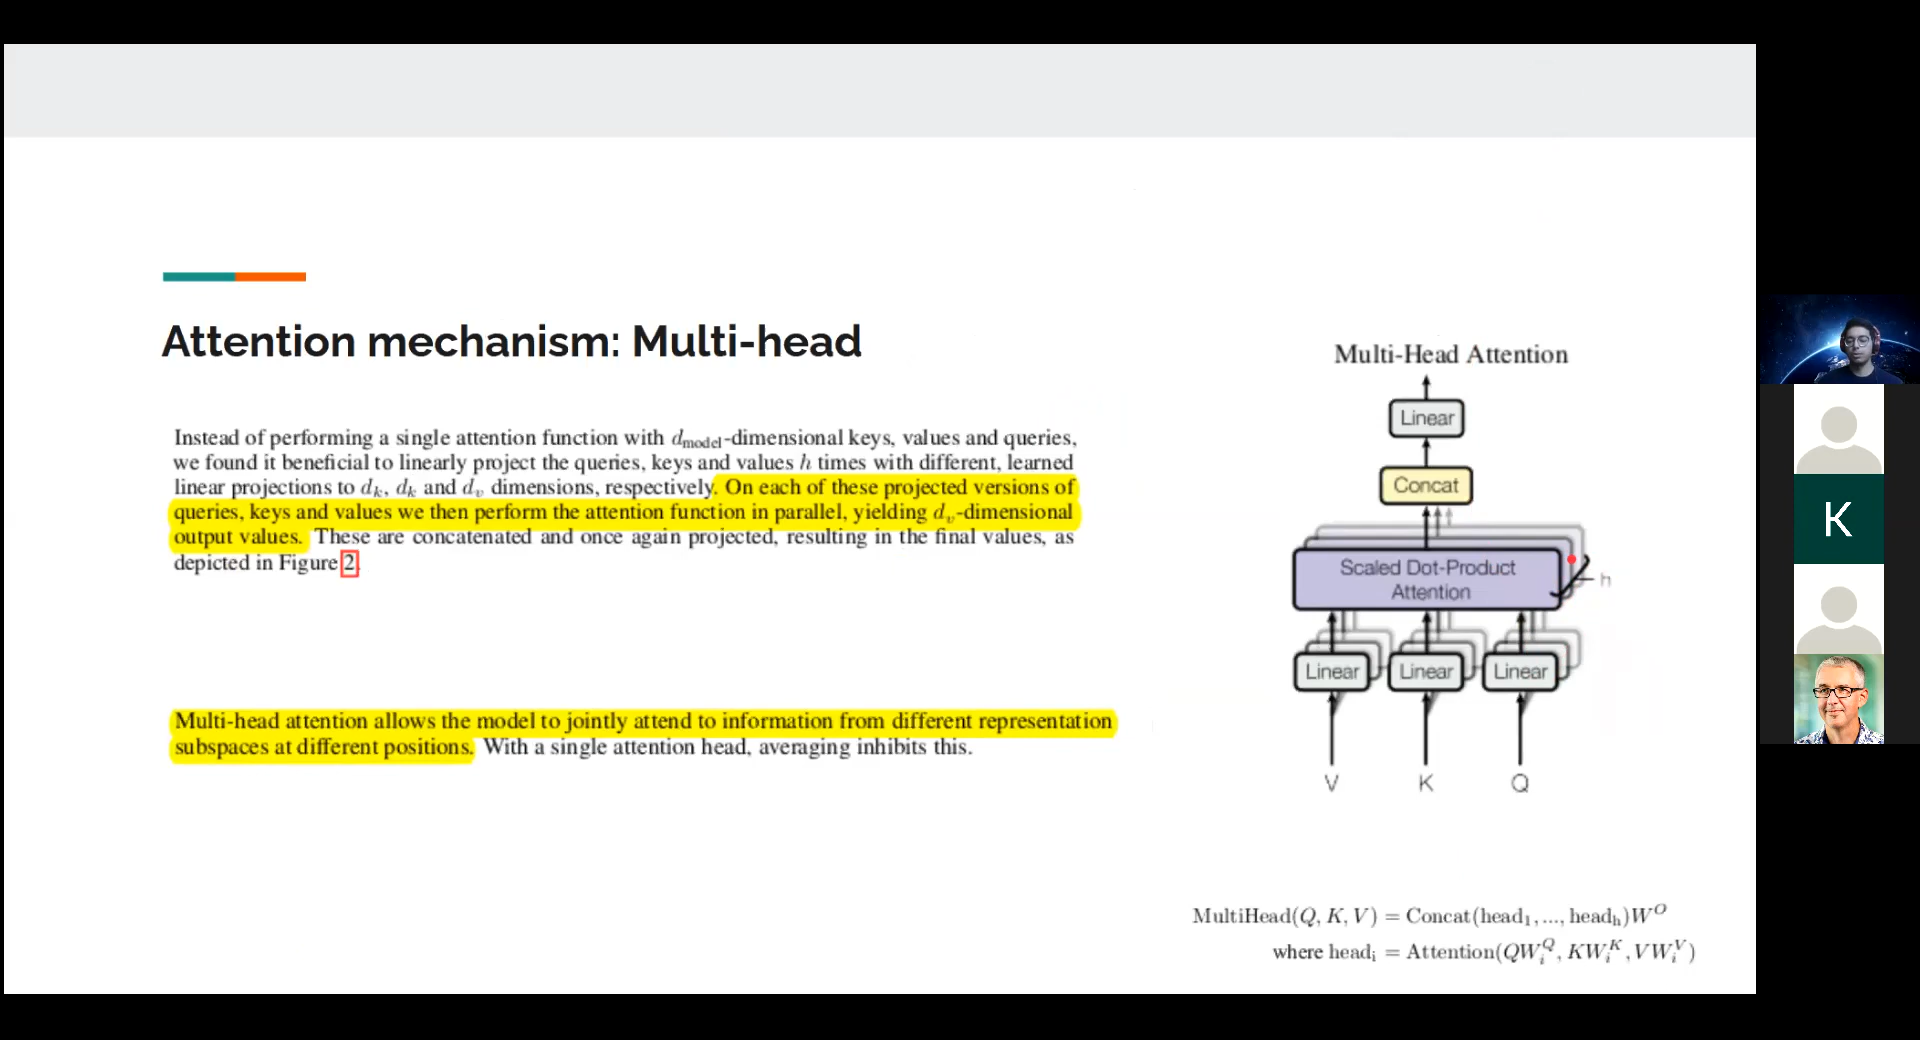 Attention mechanism: Multi-head
Instead of performing a single attention function with d_model-dimensional keys, values and queries,
we found it beneficial to linearly project the queries, keys and values h times with different, learned
linear projections to d_k, d_k and d_v dimensions, respectively. On each of these projected versions of
queries, keys and values we then perform the attention function in parallel, yielding d_v-dimensional
output values. These are concatenated and once again projected, resulting in the final values, as
depicted in Figure 2.
Multi-head attention allows the model to jointly attend to information from different representation
subspaces at different positions. With a single attention head, averaging inhibits this.
Multi-Head Attention
Linear
Concat
Scaled Dot-Product
Attention
h
Linear Linear Linear
V K Q
MultiHead(Q, K, V) = Concat(head_1, ..., head_h)W^O
where head_i = Attention(QW_i^Q, KW_i^K, VW_i^V)
K